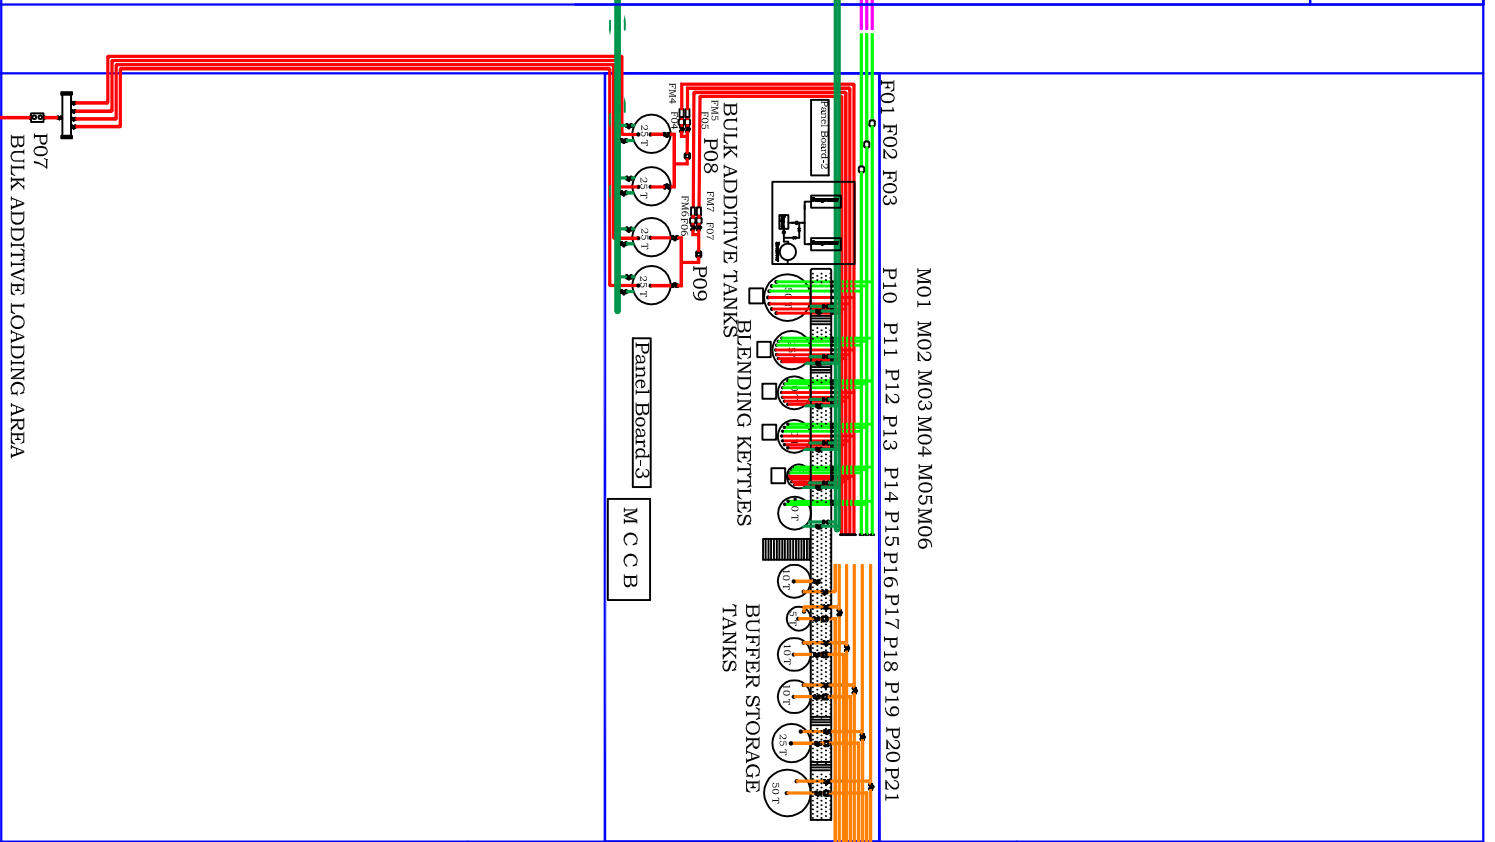 P07
BULK ADDITIVE LOADING AREA
FM4
F04
FM5
F05
P08
BULK ADDITIVE TANKS
25 T
25 T
25 T
25 T
FM6
F06
FM7
F07
P09
Panel Board-2
F01 F02 F03
BLENDING KETTLES
Panel Board-3
M C C B
P10 P11 P12 P13 P14 P15 P16 P17 P18 P19 P20 P21
M01 M02 M03 M04 M05 M06
10 T
5 T
10 T
10 T
25 T
50 T
BUFFER STORAGE
TANKS